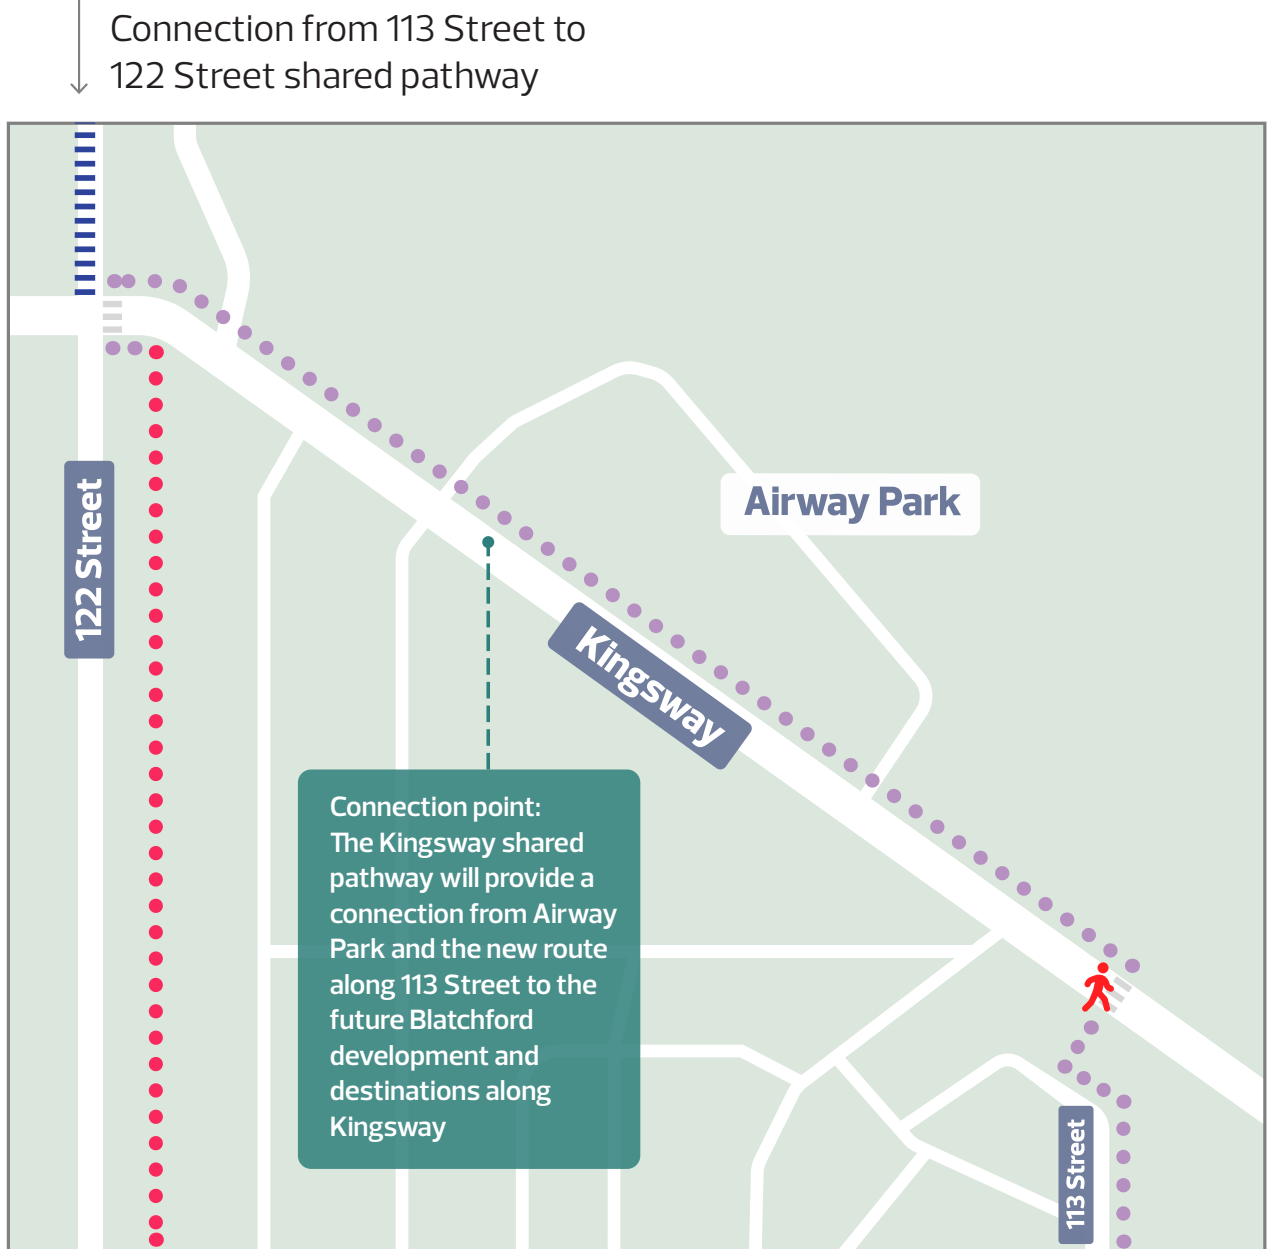 Connection from 113 Street to
122 Street shared pathway
Airway Park
122 Street
Kingsway
Connection point:
The Kingsway shared
pathway will provide a
connection from Airway
Park and the new route
along 113 Street to the
future Blatchford
development and
destinations along
Kingsway
113 Street